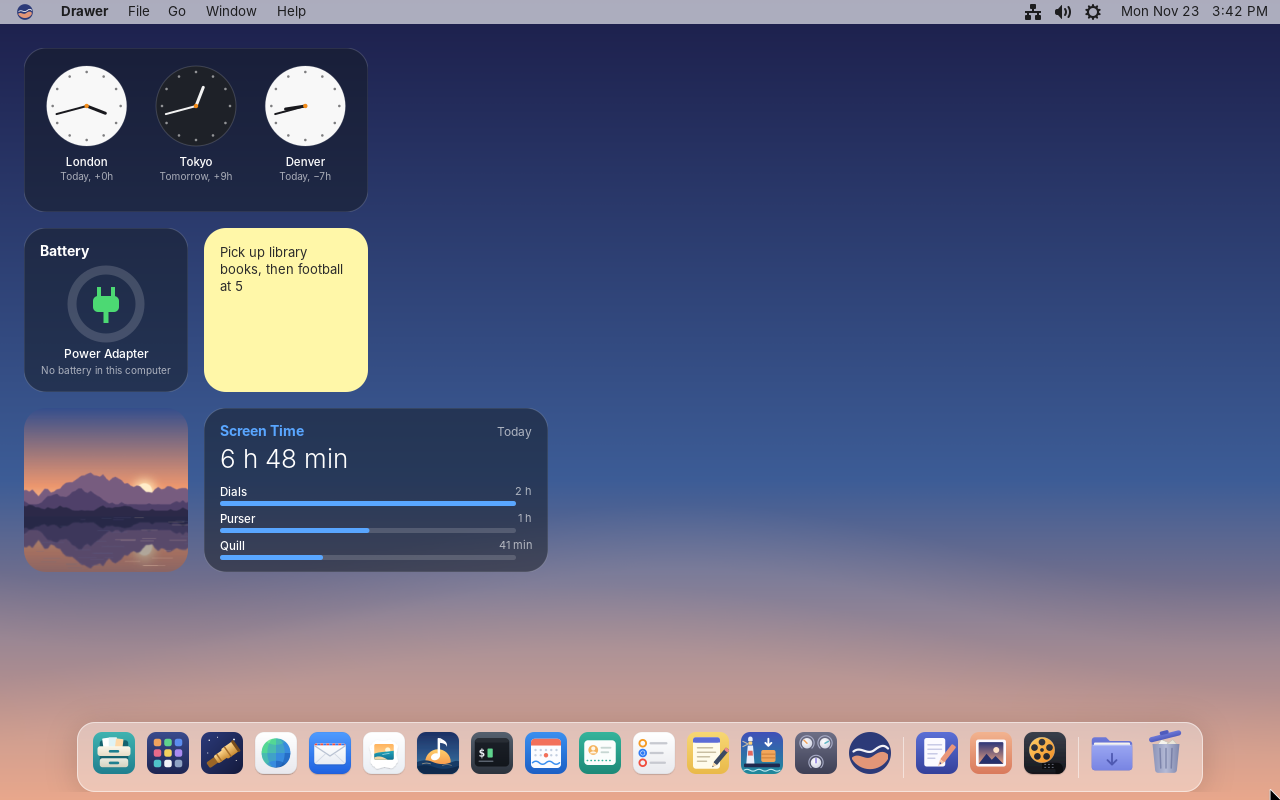 Drawer File Go Window Help Mon Nov 23 3:42 PM
London Tokyo Denver
Today, +0h Tomorrow, +9h Today, −7h
Battery
Power Adapter
No battery in this computer
Pick up library
books, then football
at 5
Screen Time Today
6 h 48 min
Dials 2 h
Purser 1 h
Quill 41 min
$